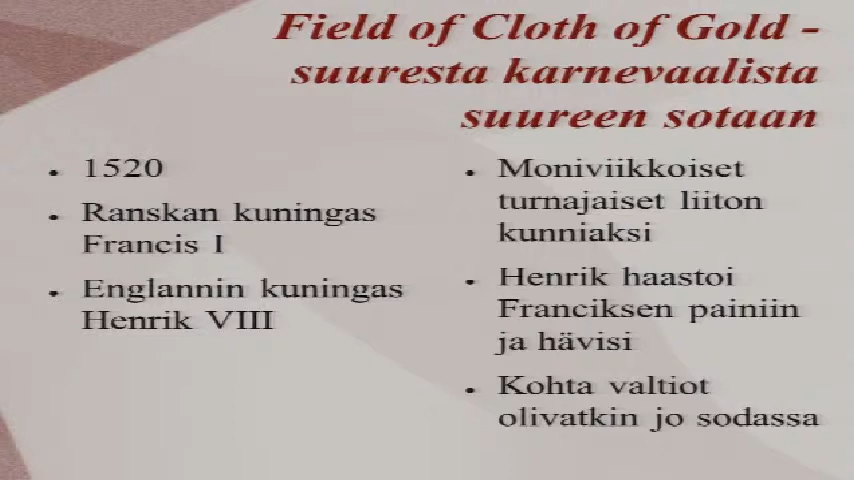 Field of Cloth of Gold -
suuresta karnevaalista
suureen sotaan
• 1520
• Ranskan kuningas
Francis I
• Englannin kuningas
Henrik VIII
• Moniviikkoiset
turnajaiset liiton
kunniaksi
• Henrik haastoi
Franciksen painiin
ja hävisi
• Kohta valtiot
olivatkin jo sodassa